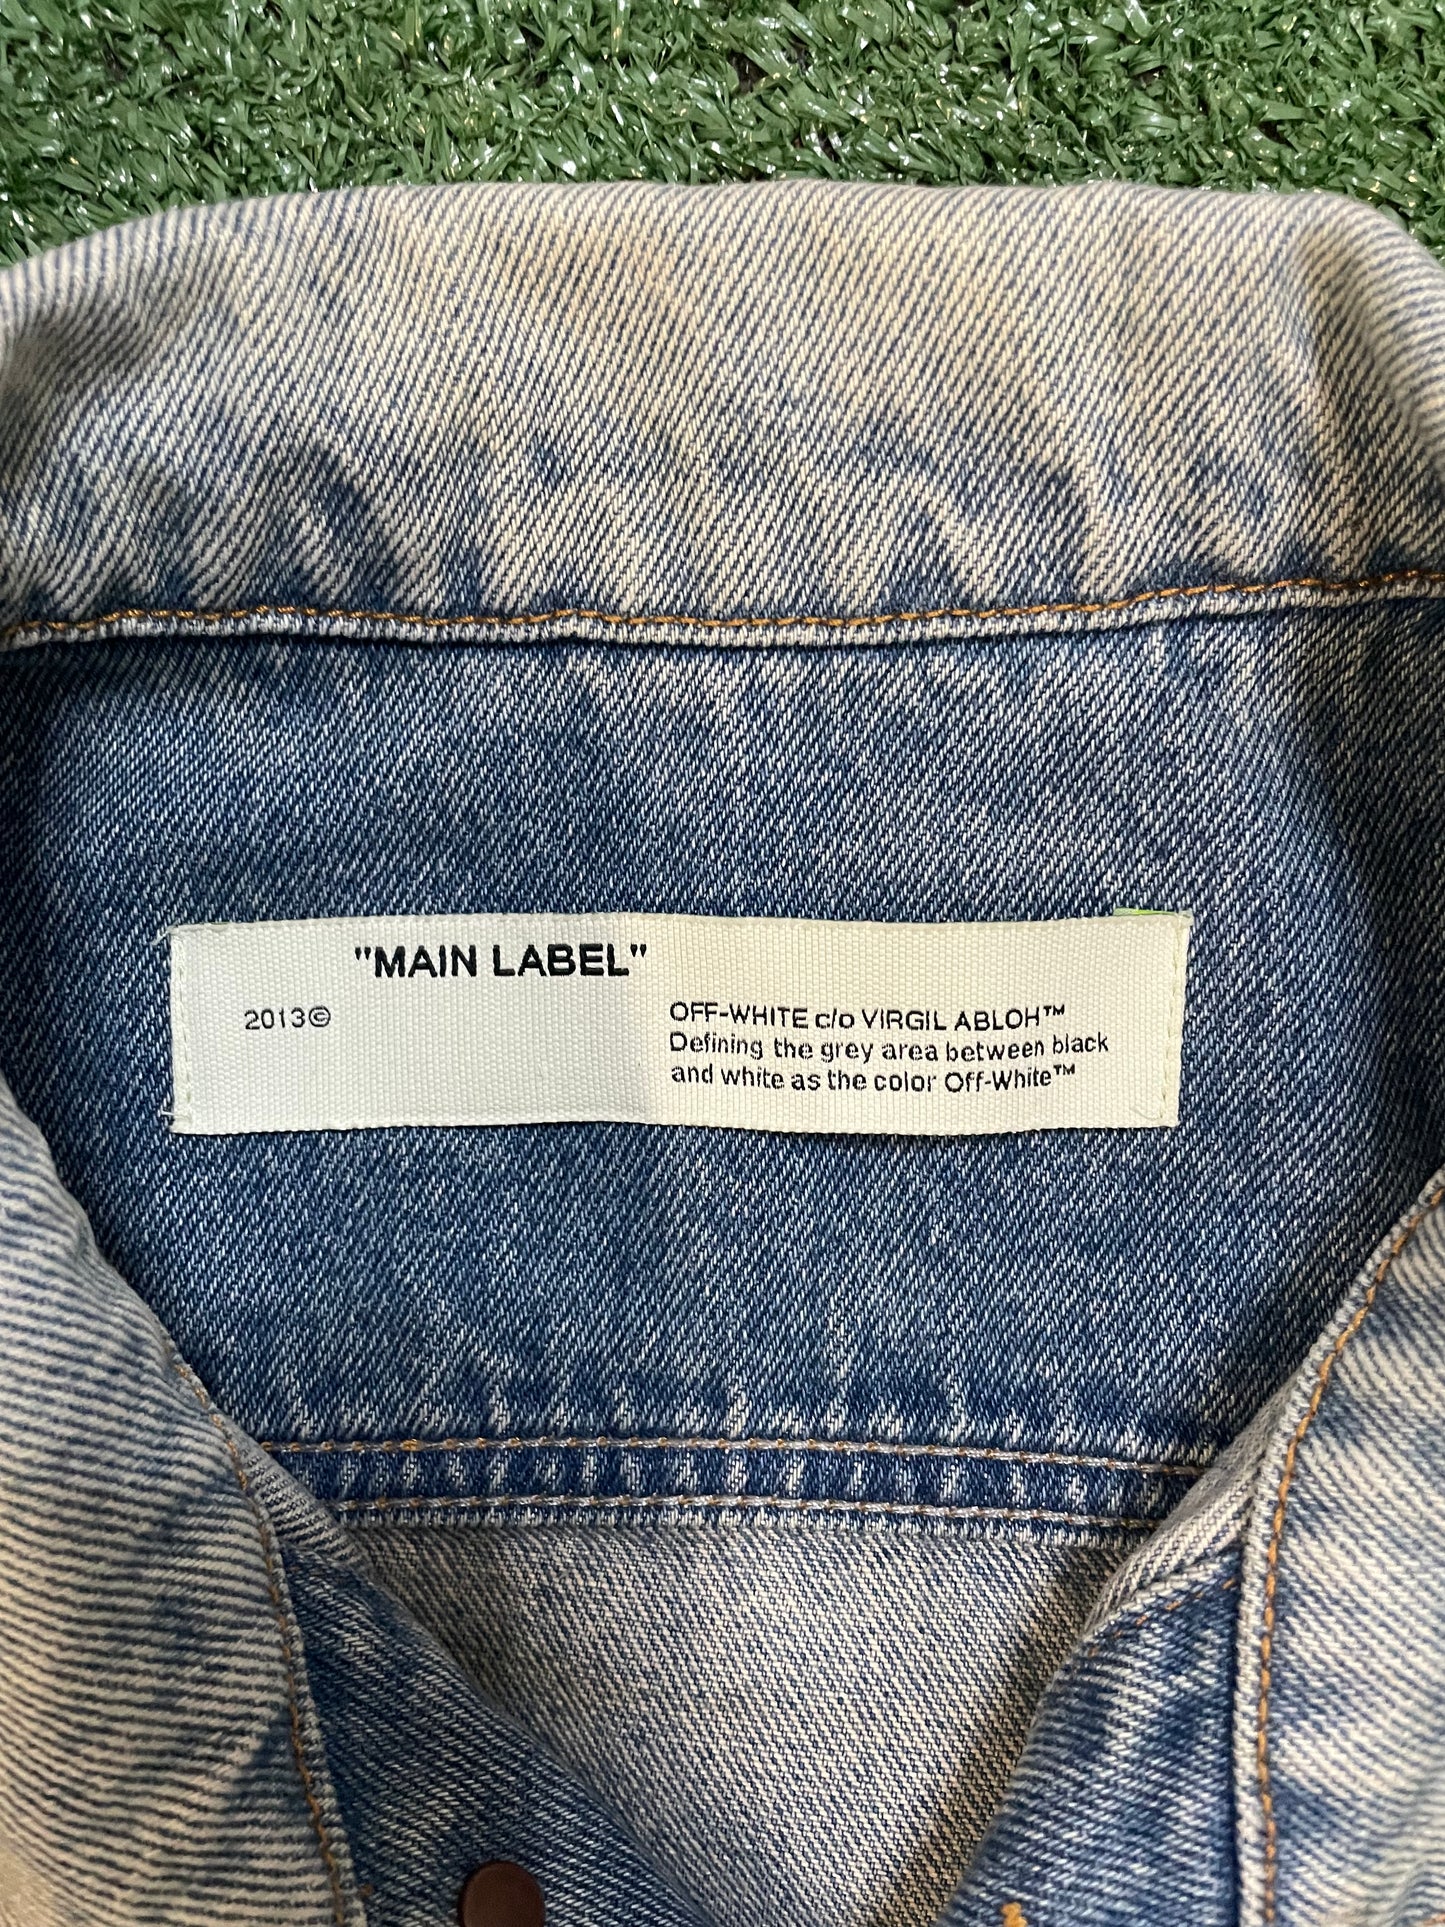 "MAIN LABEL"
2013©
OFF-WHITE c/o VIRGIL ABLOH™
Defining the grey area between black
and white as the color Off-White™